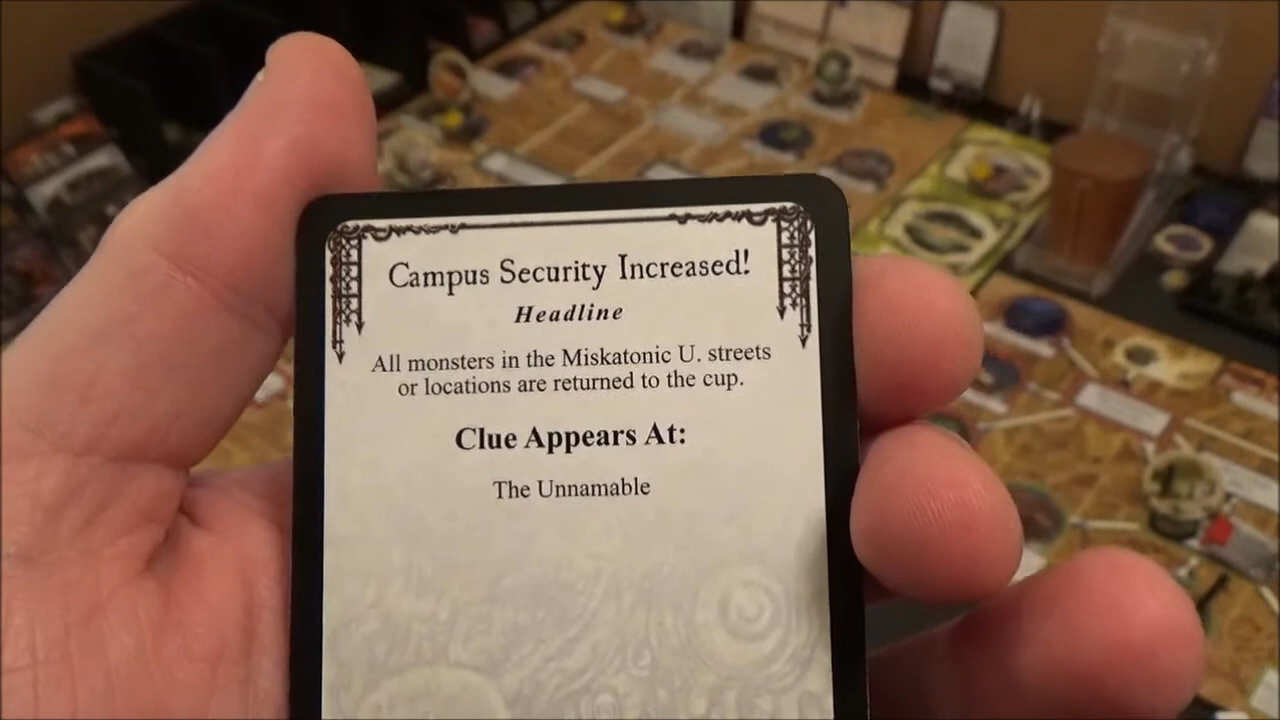 Campus Security Increased!
Headline
All monsters in the Miskatonic U. streets
or locations are returned to the cup.
Clue Appears At:
The Unnamable